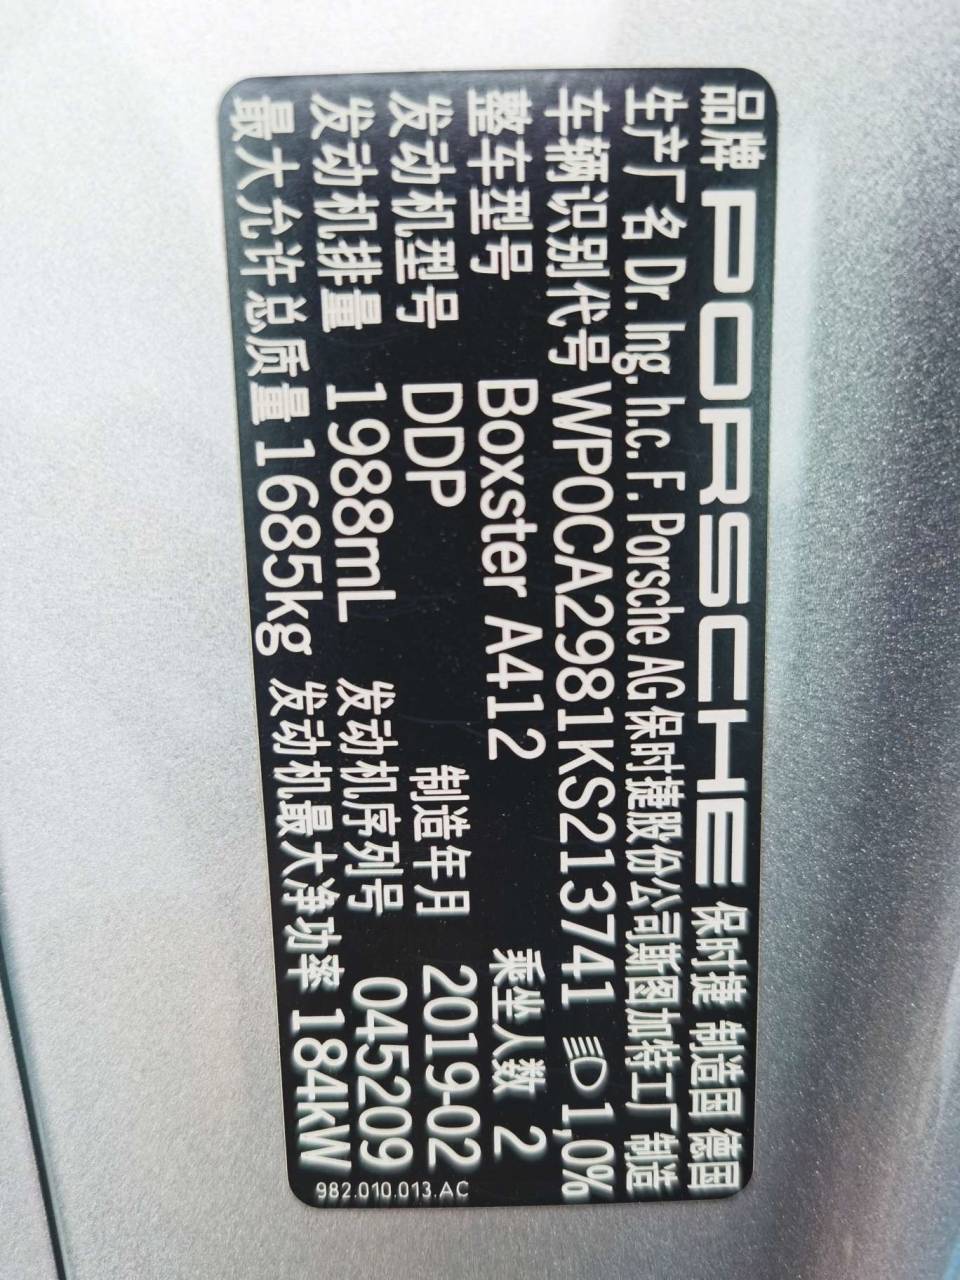 品牌 PORSCHE 保时捷 制造国 德国
生产厂名 Dr. Ing. h.c. F. Porsche AG保时捷股份公司斯图加特工厂制造
车辆识别代号 WP0CA2981KS213741 1,0%
整车型号 Boxster A412 乘坐人数 2
发动机型号 DDP 制造年月 2019-02
发动机排量 1988mL 发动机序列号 045209
最大允许总质量 1685kg 发动机最大净功率 184kW
982.010.013.AC